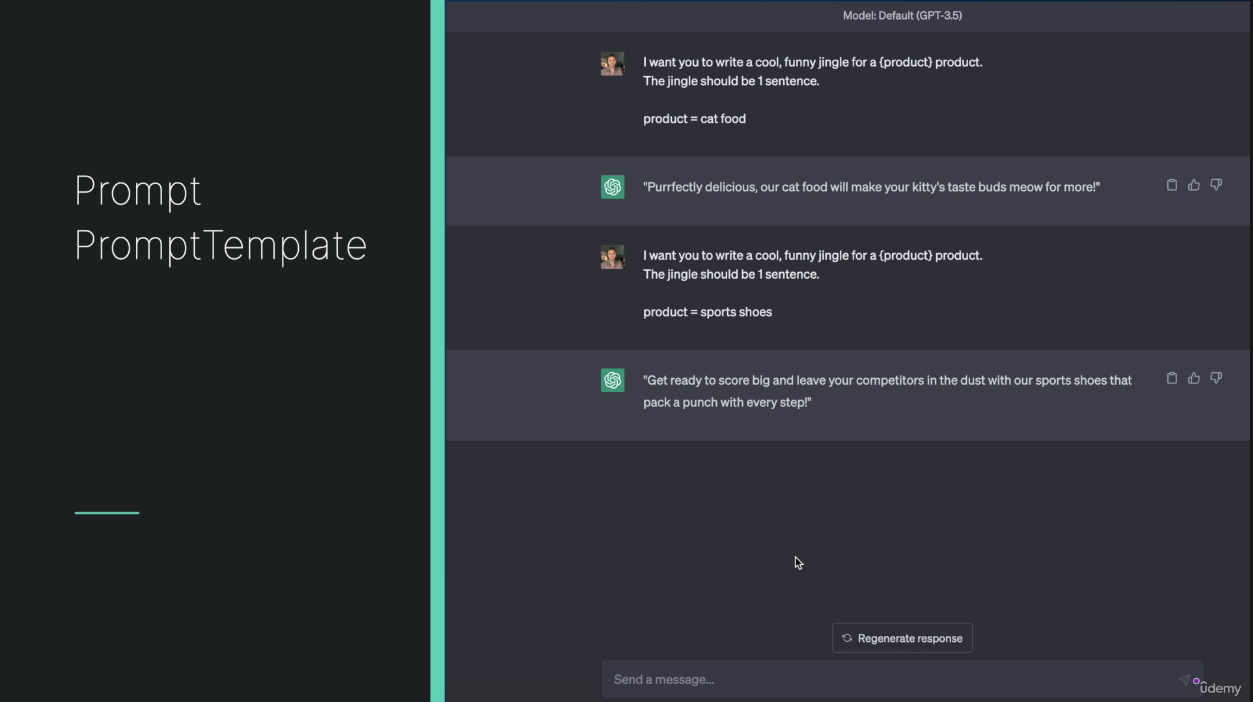 Model: Default (GPT-3.5)
Prompt
PromptTemplate
I want you to write a cool, funny jingle for a {product} product.
The jingle should be 1 sentence.
product = cat food
"Purrfectly delicious, our cat food will make your kitty's taste buds meow for more!"
I want you to write a cool, funny jingle for a {product} product.
The jingle should be 1 sentence.
product = sports shoes
"Get ready to score big and leave your competitors in the dust with our sports shoes that
pack a punch with every step!"
Regenerate response
Send a message...
ûdemy